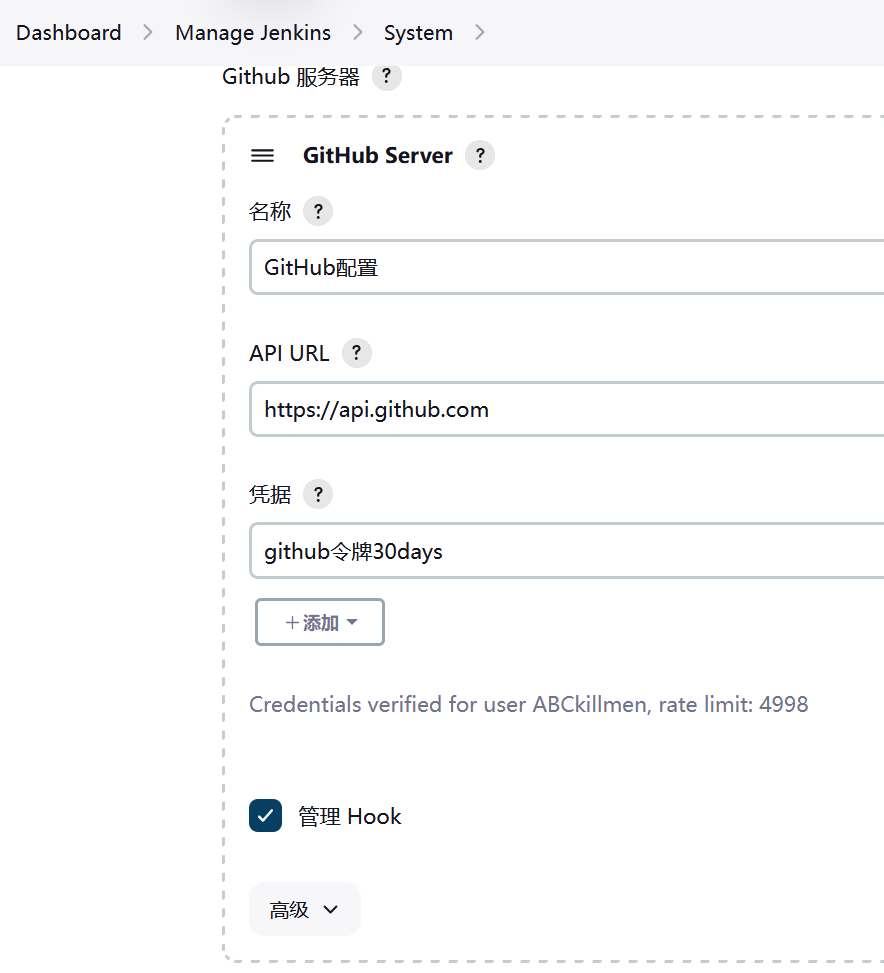 Dashboard > Manage Jenkins > System >
Github 服务器 ?
GitHub Server ?
名称 ?
GitHub配置
API URL ?
https://api.github.com
凭据 ?
github令牌30days
+添加
Credentials verified for user ABCkillmen, rate limit: 4998
管理 Hook
高级